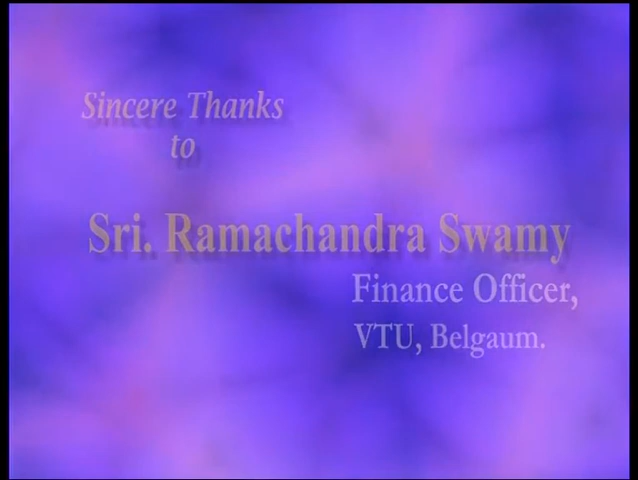 Sincere Thanks
to
Sri. Ramachandra Swamy
Finance Officer,
VTU, Belgaum.